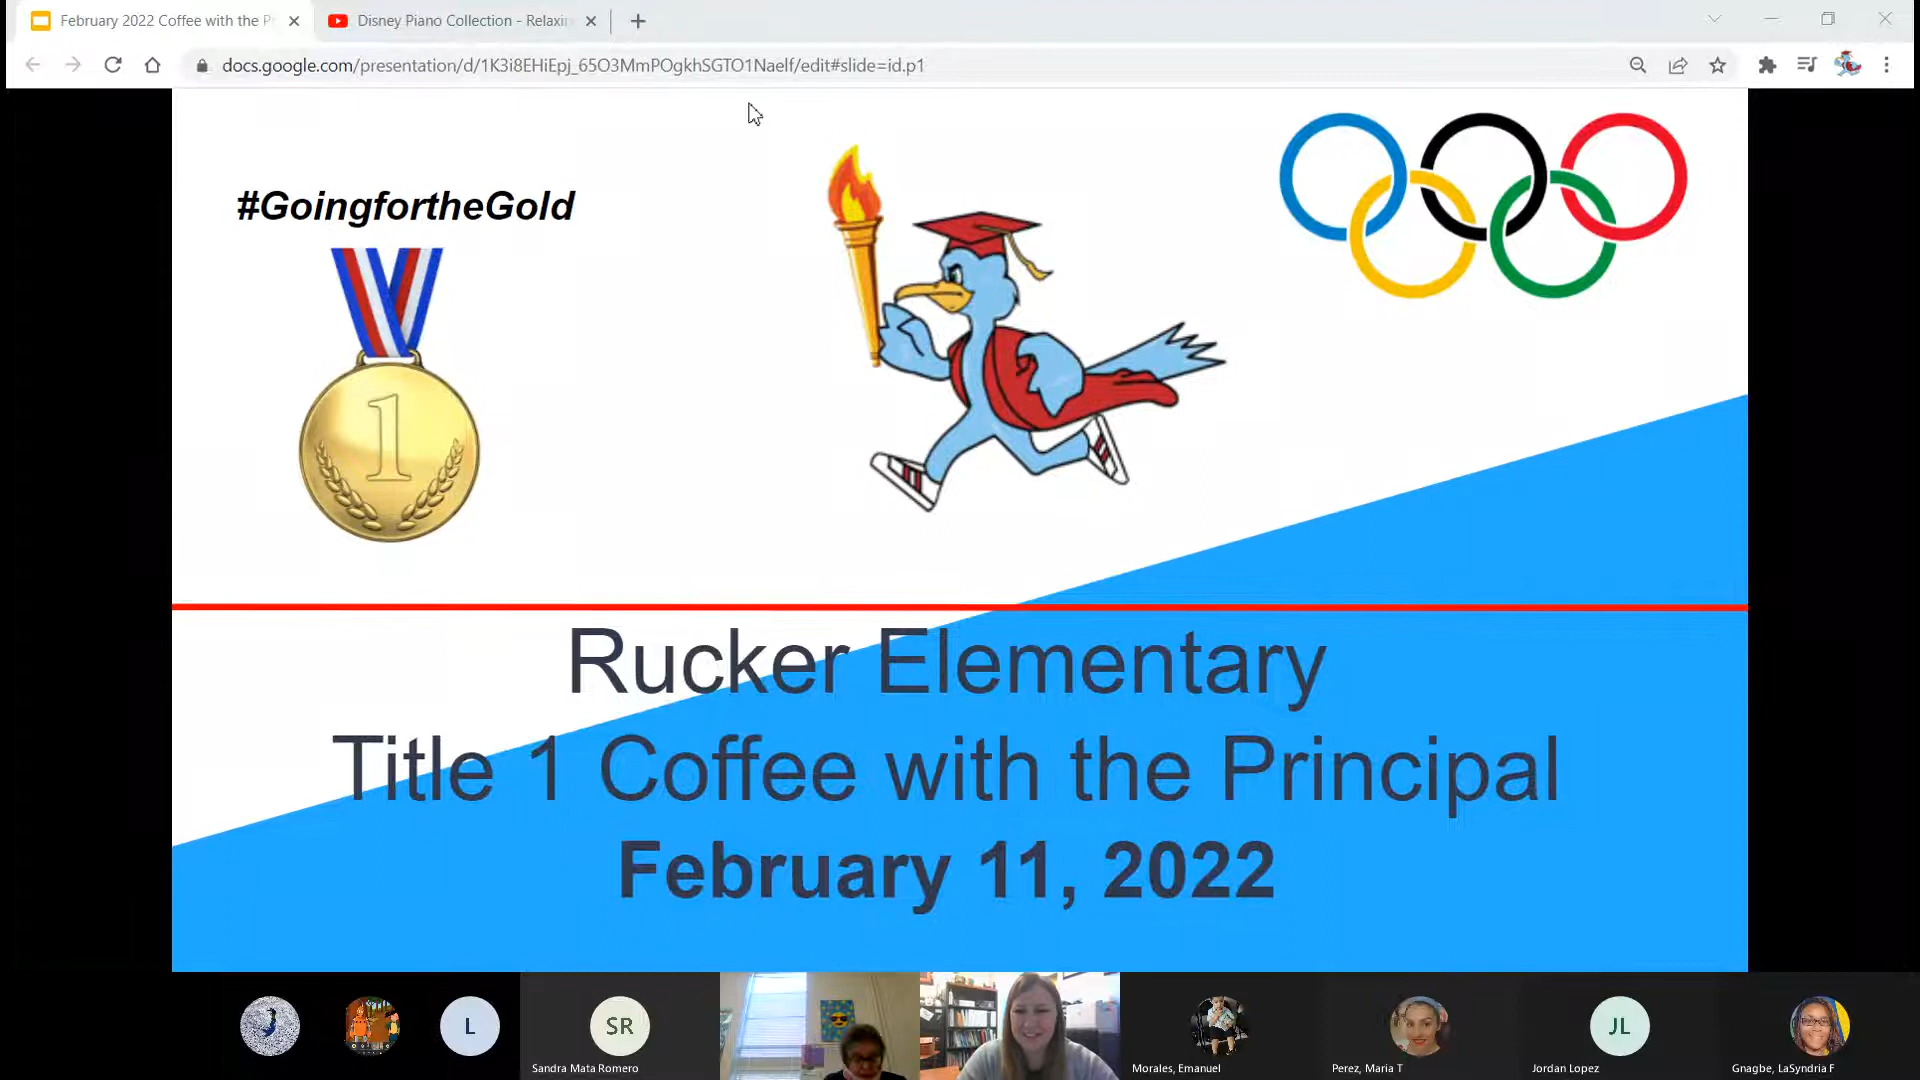 February 2022 Coffee with the P
Disney Piano Collection - Relaxin
docs.google.com/presentation/d/1K3i8EHiEpj_65O3MmPOgkhSGTO1Naelf/edit#slide=id.p1
#GoingfortheGold
1
Rucker Elementary
Title 1 Coffee with the Principal
February 11, 2022
L
SR
JL
Sandra Mata Romero
Morales, Emanuel
Perez, Maria T
Jordan Lopez
Gnagbe, LaSyndria F